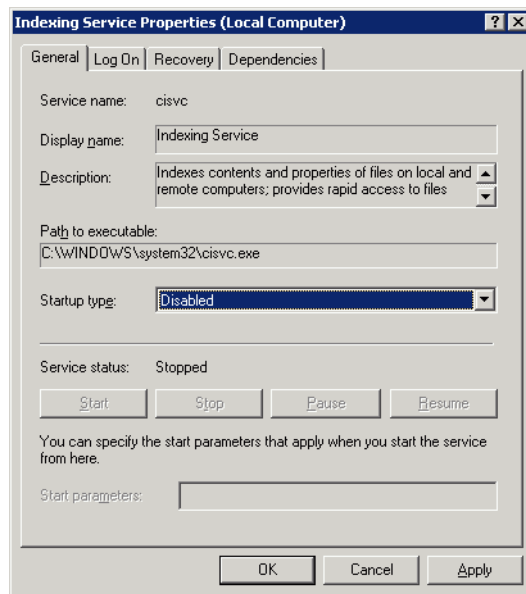 Indexing Service Properties (Local Computer)
General Log On Recovery Dependencies
Service name: cisvc
Display name: Indexing Service
Description: Indexes contents and properties of files on local and
remote computers; provides rapid access to files
Path to executable:
C:\WINDOWS\system32\cisvc.exe
Startup type: Disabled
Service status: Stopped
Start Stop Pause Resume
You can specify the start parameters that apply when you start the service
from here.
Start parameters:
OK Cancel Apply